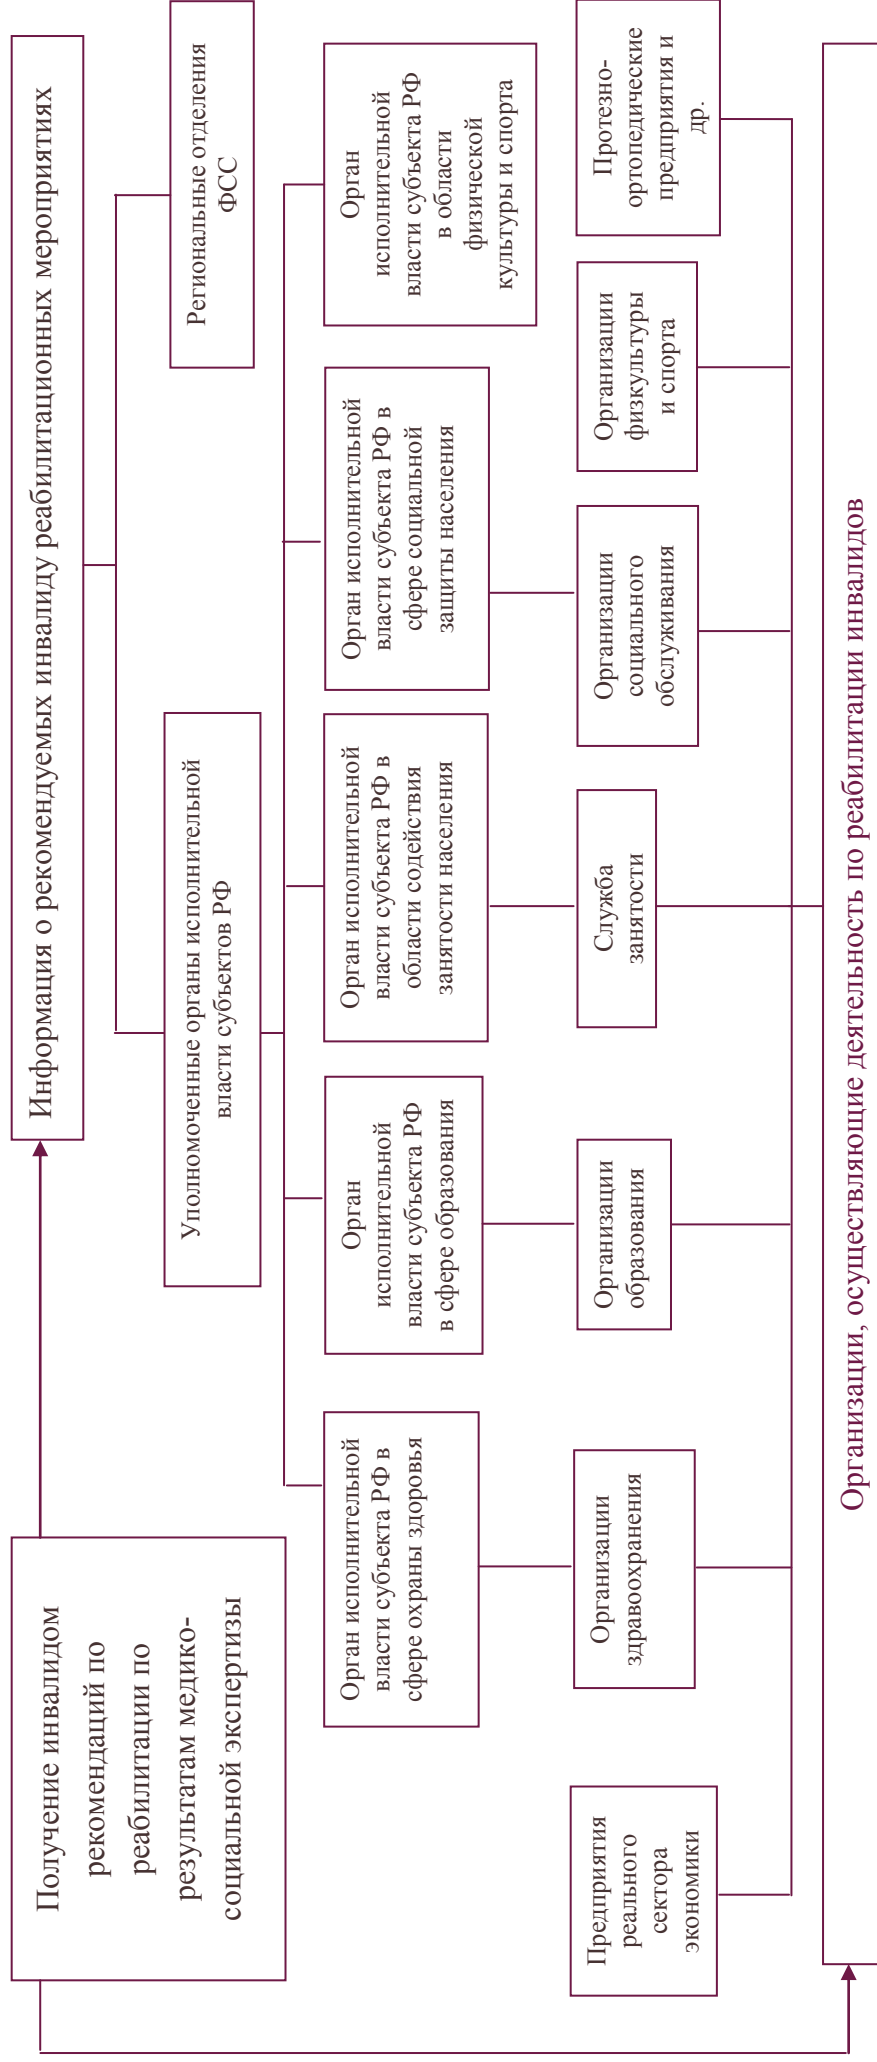 Получение инвалидом
рекомендаций по
реабилитации по
результатам медико-
социальной экспертизы
Информация о рекомендуемых инвалиду реабилитационных мероприятиях
Уполномоченные органы исполнительной
власти субъектов РФ
Региональные отделения
ФСС
Орган исполнительной
власти субъекта РФ в
сфере охраны здоровья
Орган
исполнительной
власти субъекта РФ
в сфере образования
Орган исполнительной
власти субъекта РФ в
области содействия
занятости населения
Орган исполнительной
власти субъекта РФ в
сфере социальной
защиты населения
Орган
исполнительной
власти субъекта РФ
в области
физической
культуры и спорта
Предприятия
реального
сектора
экономики
Организации
здравоохранения
Организации
образования
Служба
занятости
Организации
социального
обслуживания
Организации
физкультуры
и спорта
Протезно-
ортопедические
предприятия и
др.
Организации, осуществляющие деятельность по реабилитации инвалидов